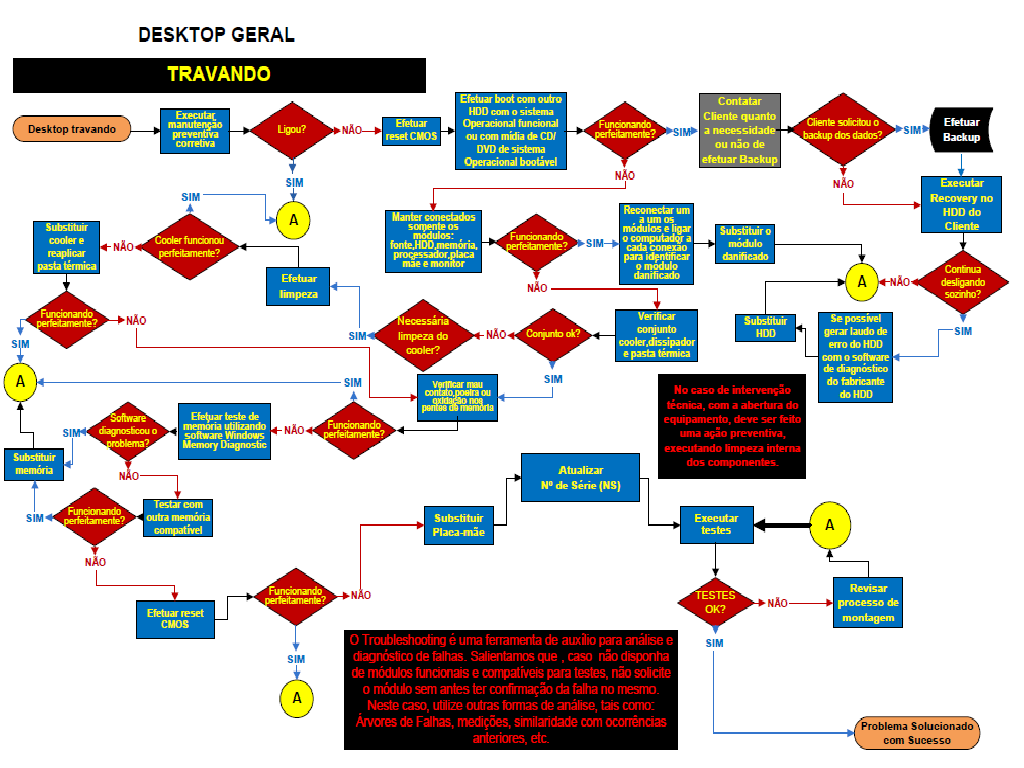 DESKTOP GERAL
TRAVANDO
Desktop travando
Executar
manutenção
preventiva
corretiva
Ligou?
NÃO
SIM
A
Efetuar
reset CMOS
Efetuar boot com outro
HDD com o sistema
Operacional funcional
ou com mídia de CD/
DVD de sistema
Operacional bootável
Funcionando
perfeitamente?
SIM
NÃO
Contatar
Cliente quanto
a necessidade
ou não de
efetuar Backup
Cliente solicitou o
backup dos dados?
SIM
NÃO
Efetuar
Backup
Executar
Recovery no
HDD do
Cliente
Continua
desligando
sozinho?
NÃO
SIM
A
Se possível
gerar laudo de
erro do HDD
com o software
de diagnóstico
do fabricante
do HDD
Substituir
HDD
Manter conectados
somente os
módulos:
fonte,HDD,memória,
processador,placa
mãe e monitor
Funcionando
perfeitamente?
SIM
NÃO
Reconectar um
a um os
módulos e ligar
o computador a
cada conexão
para identificar
o módulo
danificado
Substituir o
módulo
danificado
Verificar
conjunto
cooler,dissipador
e pasta térmica
Conjunto ok?
NÃO
SIM
Necessária
limpeza do
cooler?
SIM
Efetuar
limpeza
Cooler funcionou
perfeitamente?
SIM
NÃO
Substituir
cooler e
reaplicar
pasta térmica
Funcionando
perfeitamente?
NÃO
SIM
A
Verificar mau
contato,poeira ou
oxidação nos
pentes de memória
Funcionando
perfeitamente?
SIM
NÃO
Efetuar teste de
memória utilizando
software Windows
Memory Diagnostic
Software
diagnosticou o
problema?
SIM
NÃO
Substituir
memória
Testar com
outra memória
compatível
Funcionando
perfeitamente?
SIM
NÃO
Efetuar reset
CMOS
Funcionando
perfeitamente?
NÃO
SIM
A
Substituir
Placa-mãe
Atualizar
Nº de Série (NS)
Executar
testes
A
TESTES
OK?
NÃO
SIM
Revisar
processo de
montagem
Problema Solucionado
com Sucesso
No caso de intervenção
técnica, com a abertura do
equipamento, deve ser feito
uma ação preventiva,
executando limpeza interna
dos componentes.
O Troubleshooting é uma ferramenta de auxílio para análise e
diagnóstico de falhas. Salientamos que , caso não disponha
de módulos funcionais e compatíveis para testes, não solicite
o módulo sem antes ter confirmação da falha no mesmo.
Neste caso, utilize outras formas de análise, tais como:
Árvores de Falhas, medições, similaridade com ocorrências
anteriores, etc.